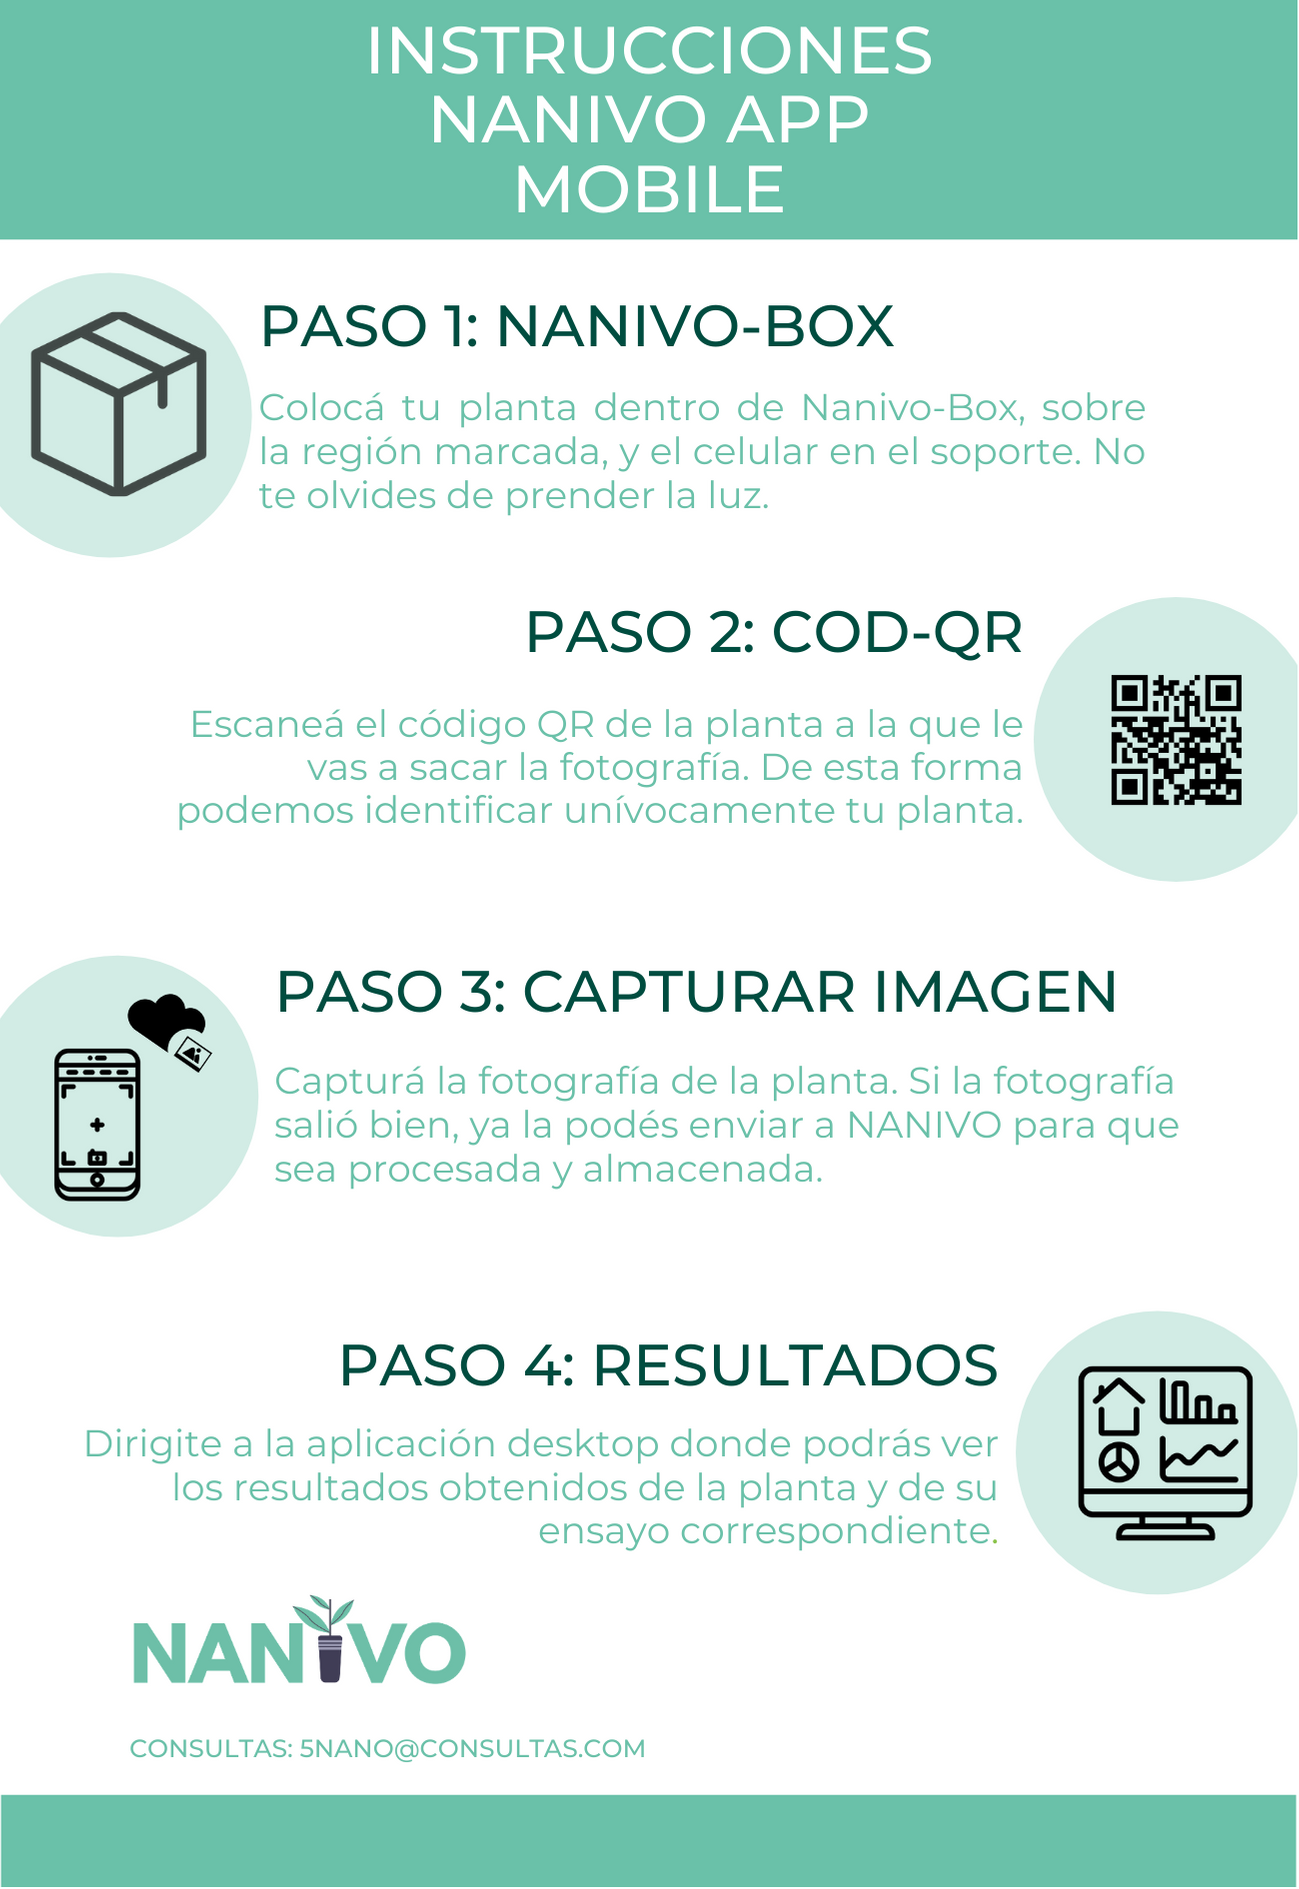 INSTRUCCIONES
NANIVO APP
MOBILE
PASO 1: NANIVO-BOX
Colocá tu planta dentro de Nanivo-Box, sobre
la región marcada, y el celular en el soporte. No
te olvides de prender la luz.
PASO 2: COD-QR
Escaneá el código QR de la planta a la que le
vas a sacar la fotografía. De esta forma
podemos identificar unívocamente tu planta.
PASO 3: CAPTURAR IMAGEN
Capturá la fotografía de la planta. Si la fotografía
salió bien, ya la podés enviar a NANIVO para que
sea procesada y almacenada.
PASO 4: RESULTADOS
Dirigite a la aplicación desktop donde podrás ver
los resultados obtenidos de la planta y de su
ensayo correspondiente.
NANIVO
CONSULTAS: 5NANO@CONSULTAS.COM